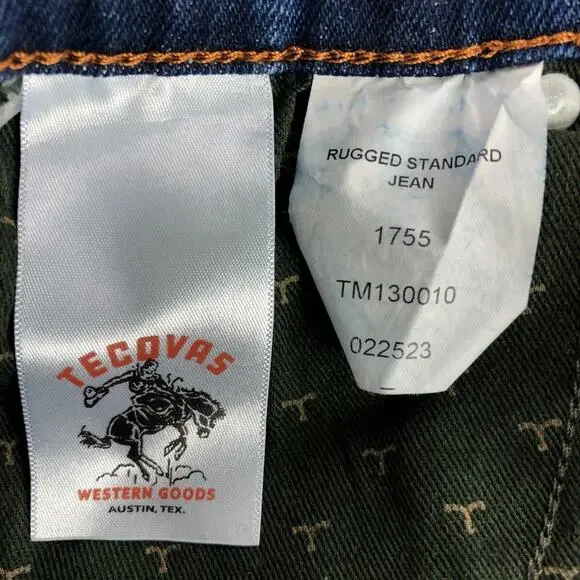 TECOVAS
WESTERN GOODS
AUSTIN, TEX.
RUGGED STANDARD
JEAN
1755
TM130010
022523